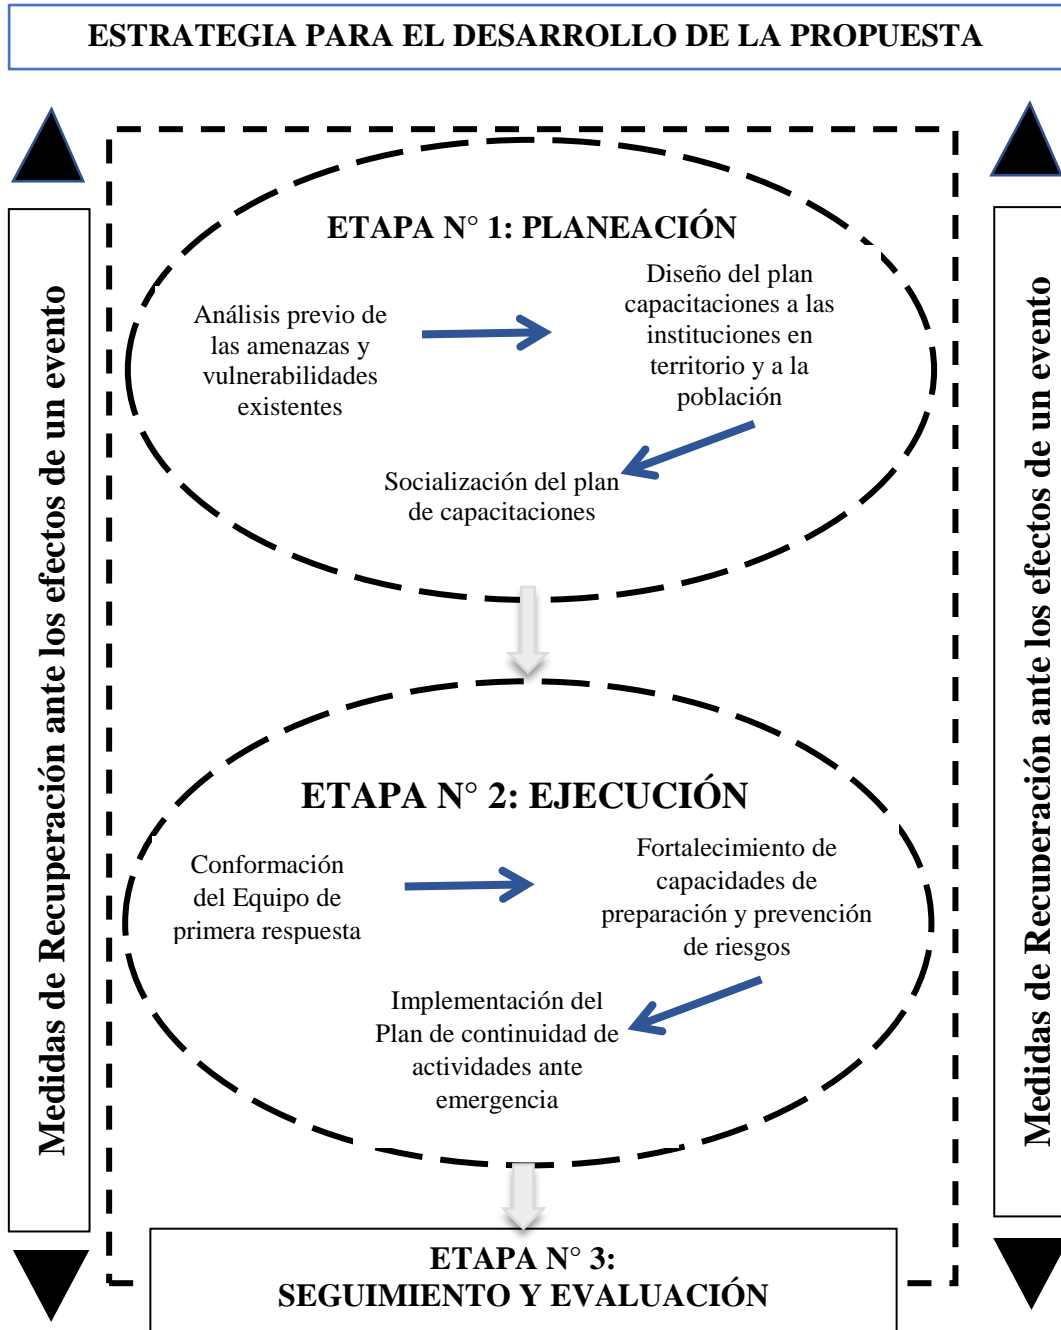 ESTRATEGIA PARA EL DESARROLLO DE LA PROPUESTA
Medidas de Recuperación ante los efectos de un evento
ETAPA N° 1: PLANEACIÓN
Análisis previo de
las amenazas y
vulnerabilidades
existentes
Diseño del plan
capacitaciones a las
instituciones en
territorio y a la
población
Socialización del plan
de capacitaciones
ETAPA N° 2: EJECUCIÓN
Conformación
del Equipo de
primera respuesta
Fortalecimiento de
capacidades de
preparación y prevención
de riesgos
Implementación del
Plan de continuidad de
actividades ante
emergencia
ETAPA N° 3:
SEGUIMIENTO Y EVALUACIÓN
Medidas de Recuperación ante los efectos de un evento